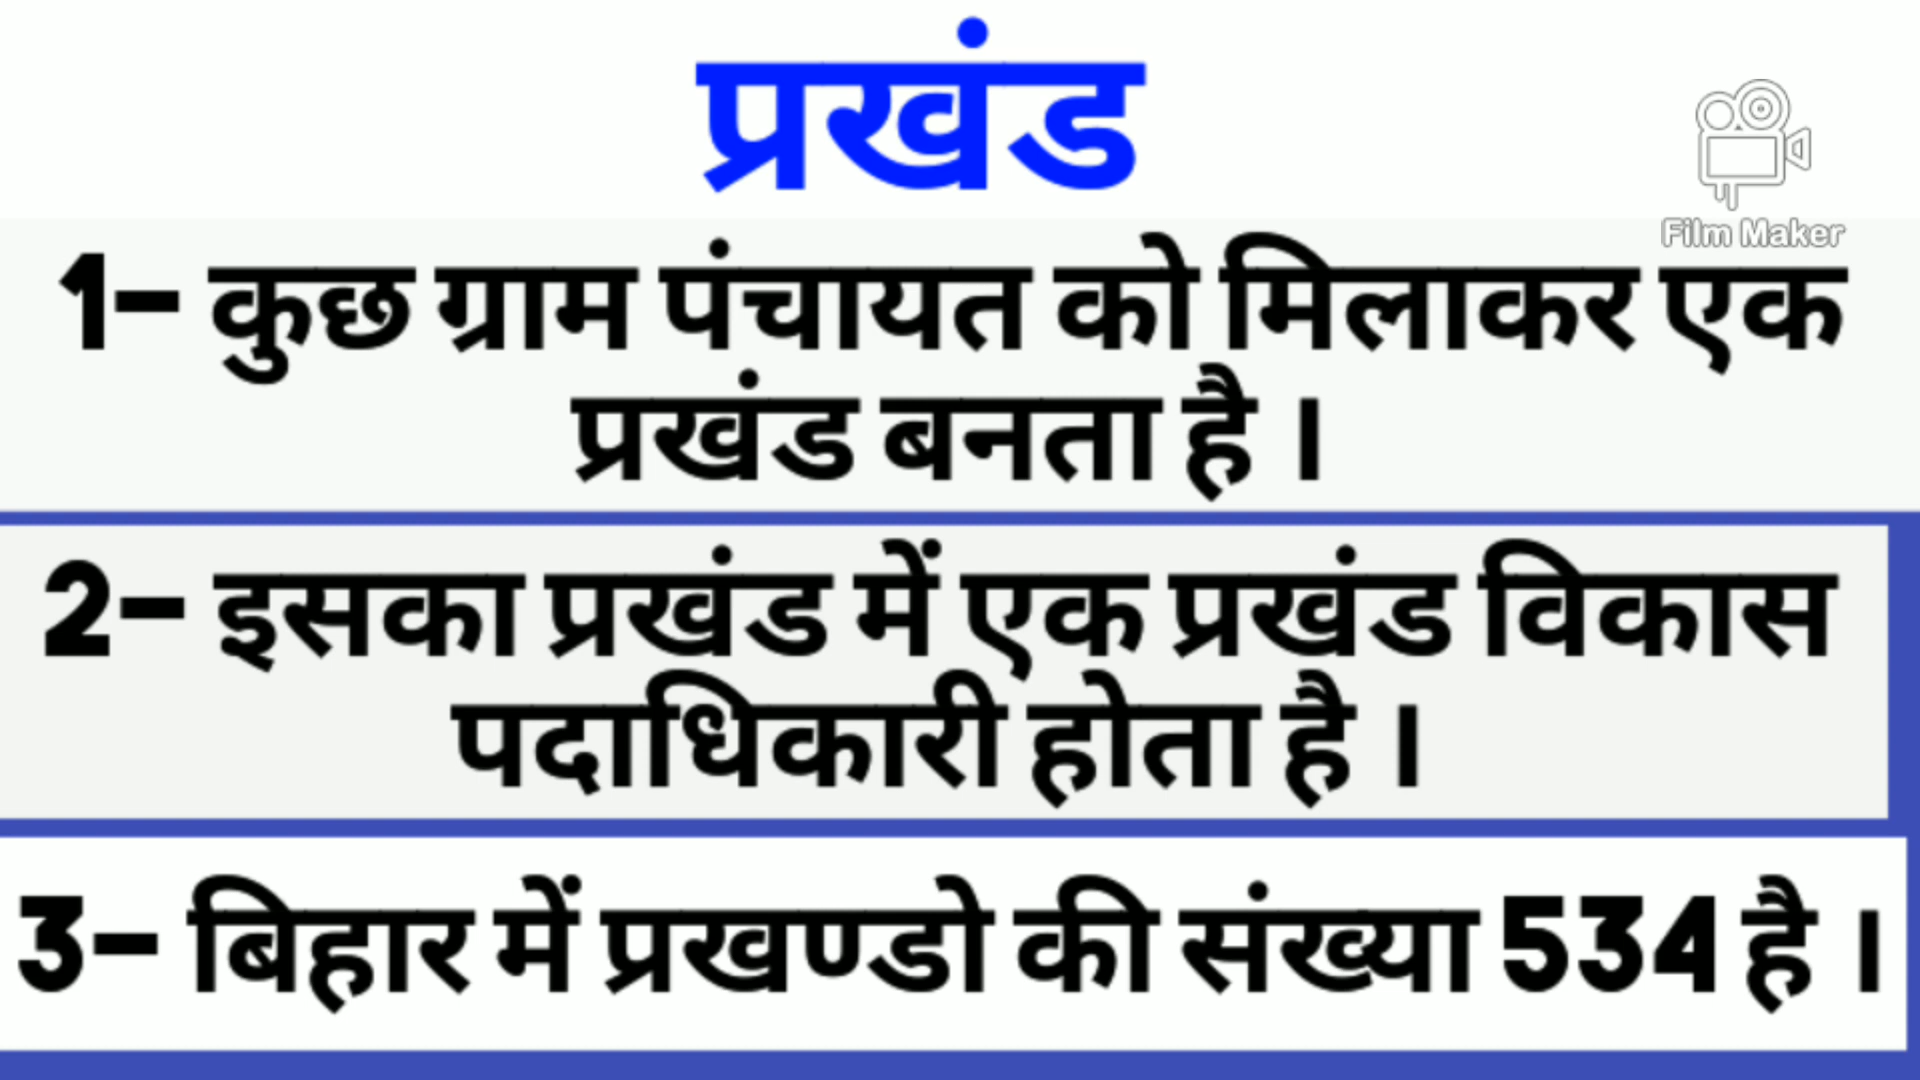 प्रखंड
Film Maker
1- कुछ ग्राम पंचायत को मिलाकर एक
प्रखंड बनता है ।
2- इसका प्रखंड में एक प्रखंड विकास
पदाधिकारी होता है ।
3- बिहार में प्रखण्डो की संख्या 534 है ।